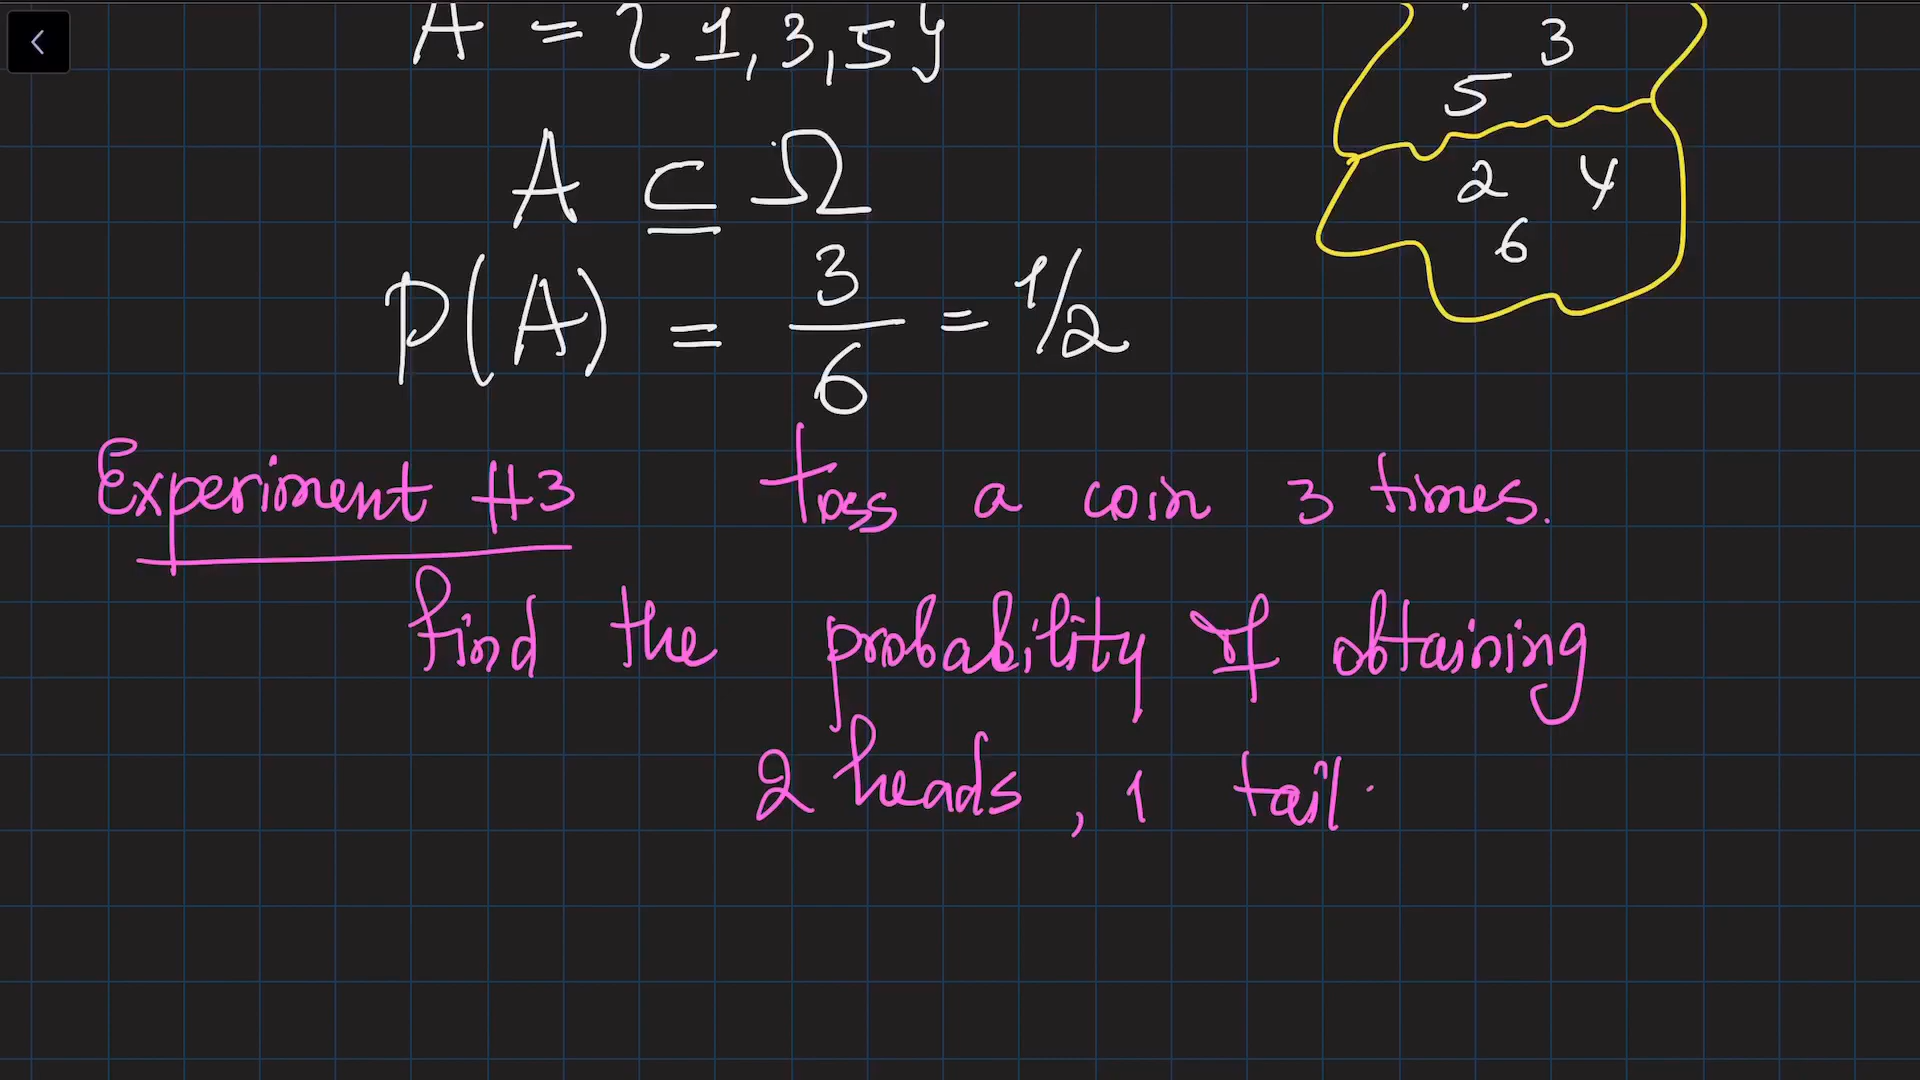 A = {1,3,5}
3
5
A ⊆ Ω
2 4
6
P(A) = 3/6 = 1/2
Experiment #3 Toss a coin 3 times.
find the probability of obtaining
2 heads, 1 tail.